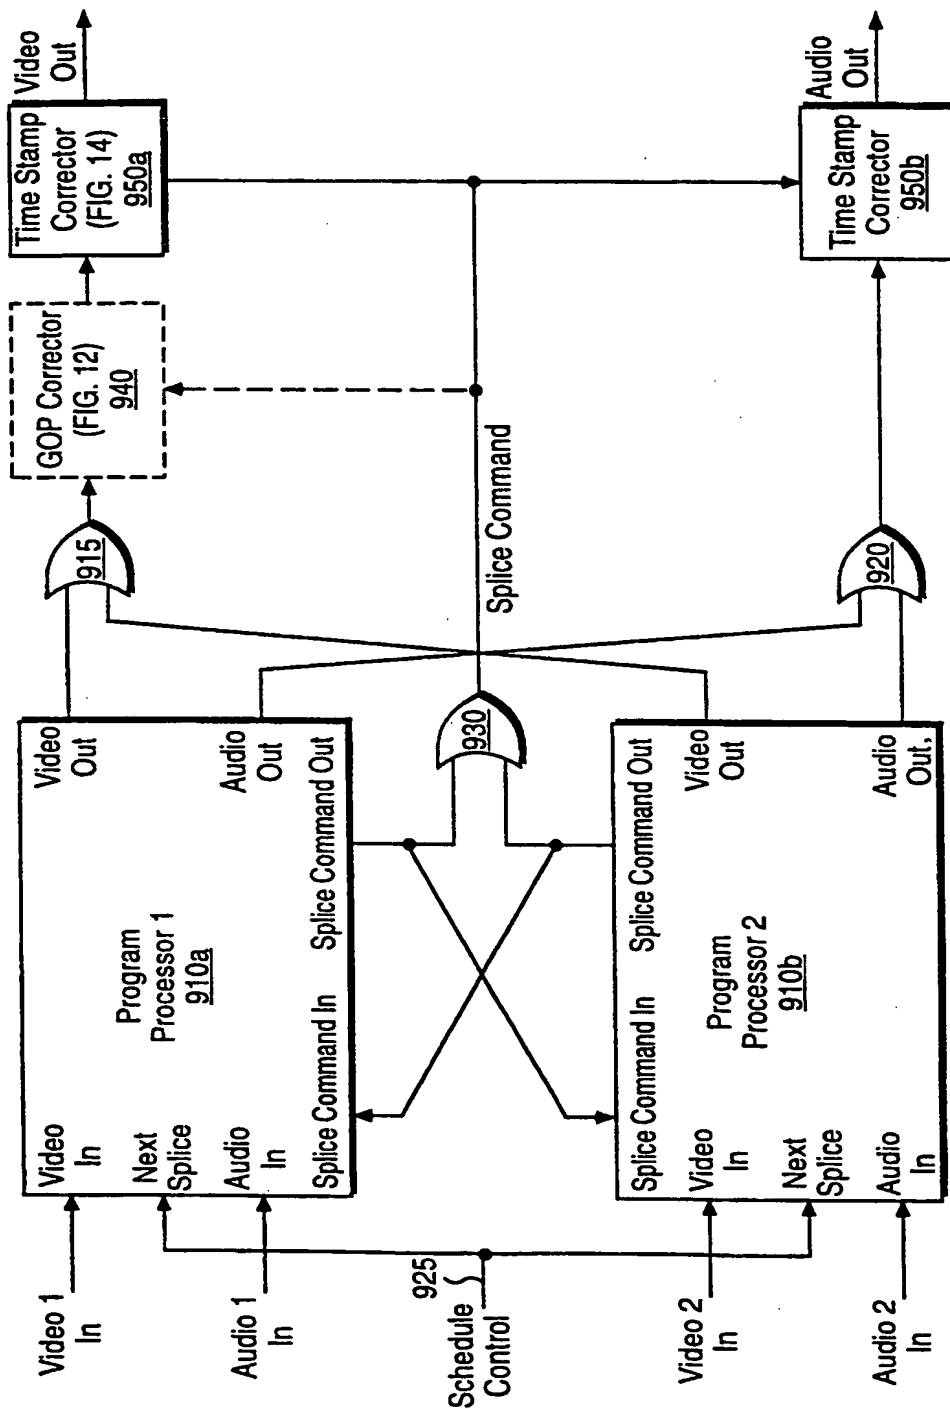 Video 1
In
Audio 1
In
925
Schedule
Control
Video 2
In
Audio 2
In
Video
In
Next
Splice
Audio
In
Splice Command In
Program
Processor 1
910a
Video
Out
Audio
Out
Splice Command Out
Splice Command In
Video
In
Next
Splice
Audio
In
Program
Processor 2
910b
Splice Command Out
Video
Out
Audio
Out,
915
930
920
Splice Command
GOP Corrector
(FIG. 12)
940
Time Stamp
Corrector
(FIG. 14)
950a
Video
Out
Time Stamp
Corrector
950b
Audio
Out